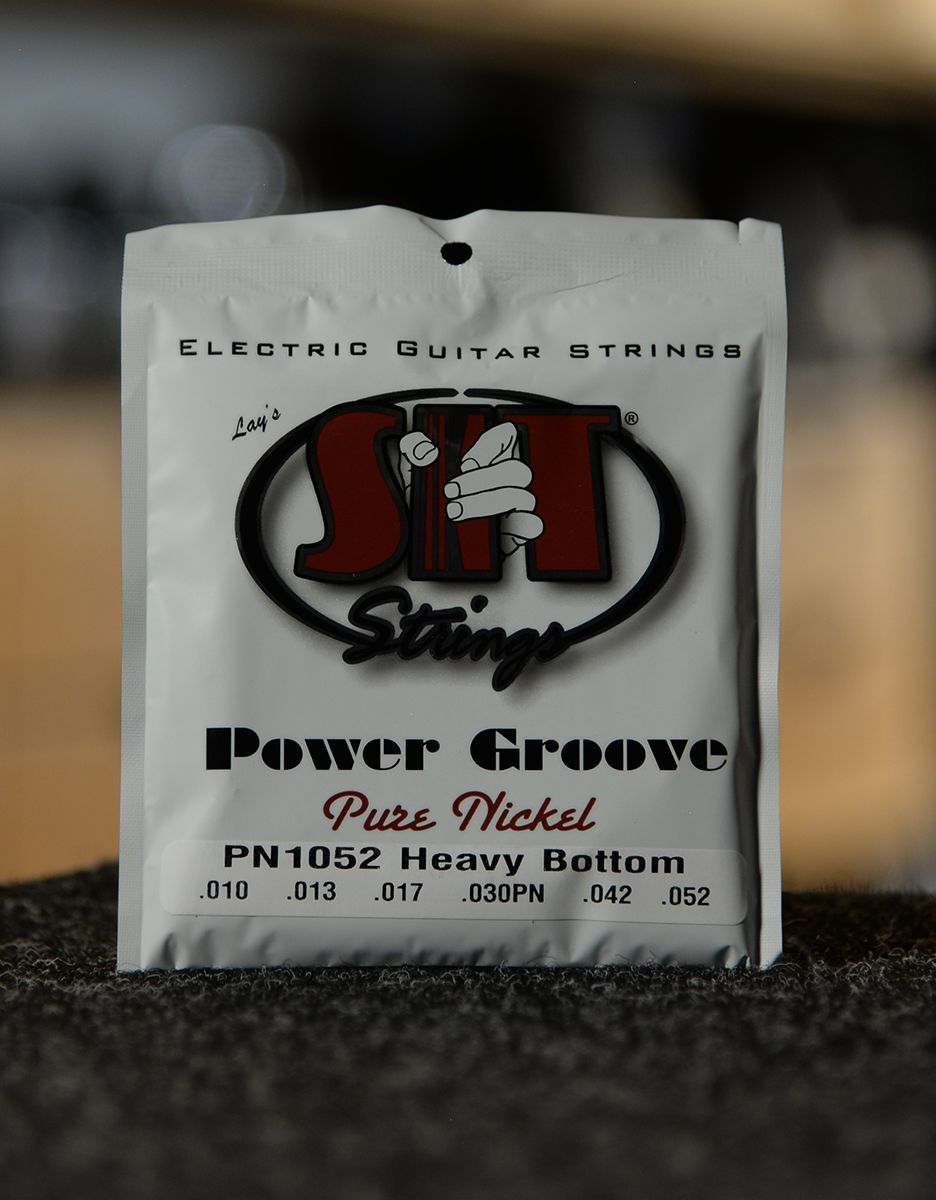 Electric Guitar Strings
Lay's
SIT®
Strings
Power Groove
Pure Nickel
PN1052 Heavy Bottom
.010 .013 .017 .030PN .042 .052